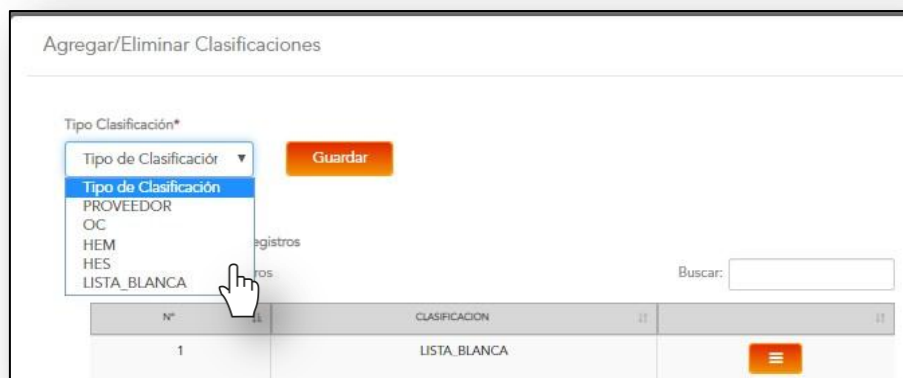 Agregar/Eliminar Clasificaciones
Tipo Clasificación*
Tipo de Clasificación
Guardar
Tipo de Clasificación
PROVEEDOR
OC
HEM
HES
LISTA_BLANCA
Buscar:
N°
CLASIFICACION
1
LISTA_BLANCA